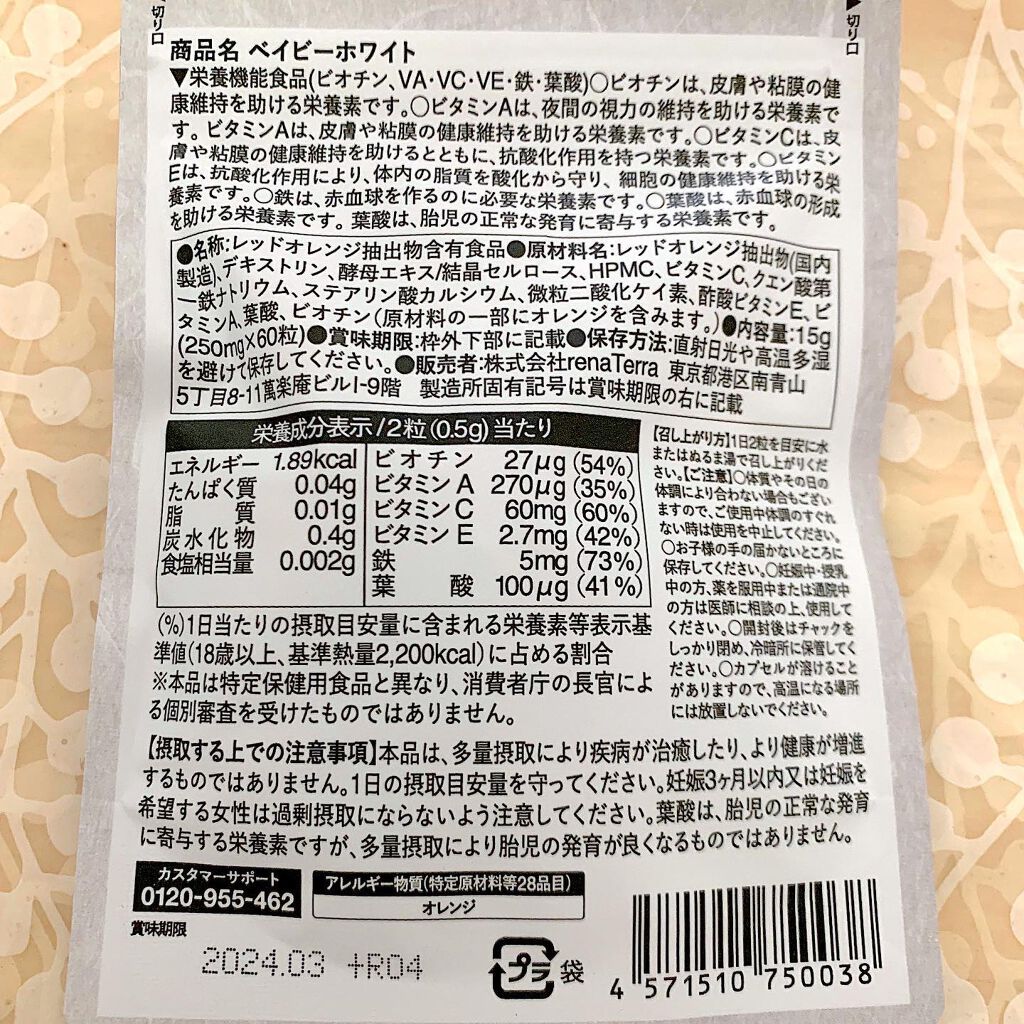 切り口
切り口
商品名 ベイビーホワイト
▼栄養機能食品(ビオチン、VA・VC・VE・鉄・葉酸)○ビオチンは、皮膚や粘膜の健
康維持を助ける栄養素です。○ビタミンAは、夜間の視力の維持を助ける栄養素で
す。ビタミンAは、皮膚や粘膜の健康維持を助ける栄養素です。○ビタミンCは、皮
膚や粘膜の健康維持を助けるとともに、抗酸化作用を持つ栄養素です。○ビタミン
Eは、抗酸化作用により、体内の脂質を酸化から守り、細胞の健康維持を助ける栄
養素です。○鉄は、赤血球を作るのに必要な栄養素です。○葉酸は、赤血球の形成
を助ける栄養素です。葉酸は、胎児の正常な発育に寄与する栄養素です。
●名称:レッドオレンジ抽出物含有食品●原材料名:レッドオレンジ抽出物(国内
製造)、デキストリン、酵母エキス/結晶セルロース、HPMC、ビタミンC、クエン酸第
一鉄ナトリウム、ステアリン酸カルシウム、微粒二酸化ケイ素、酢酸ビタミンE、ビ
タミンA、葉酸、ビオチン(原材料の一部にオレンジを含みます。)●内容量:15g
(250mg×60粒)●賞味期限:枠外下部に記載●保存方法:直射日光や高温多湿
を避けて保存してください。●販売者:株式会社renaTerra 東京都港区南青山
5丁目8-11萬楽庵ビルI-9階 製造所固有記号は賞味期限の右に記載
栄養成分表示/2粒(0.5g)当たり
エネルギー 1.89kcal
たんぱく質 0.04g
脂質 0.01g
炭水化物 0.4g
食塩相当量 0.002g
ビオチン 27μg (54%)
ビタミンA 270μg (35%)
ビタミンC 60mg (60%)
ビタミンE 2.7mg (42%)
鉄 5mg (73%)
葉酸 100μg (41%)
(%)1日当たりの摂取目安量に含まれる栄養素等表示基
準値(18歳以上、基準熱量2,200kcal)に占める割合
※本品は特定保健用食品と異なり、消費者庁の長官によ
る個別審査を受けたものではありません。
【召し上がり方】1日2粒を目安に水
またはぬるま湯で召し上がりくだ
さい。【ご注意】○体質やその日の
体調により合わない場合もござい
ますので、ご使用中体調のすぐれ
ない時は使用を中止してください。
○お子様の手の届かないところに
保存してください。○妊娠中・授乳
中の方、薬を服用中または通院中
の方は医師に相談の上、使用して
ください。○開封後はチャックを
しっかり閉め、冷暗所に保管してく
ださい。○カプセルが溶けること
がありますので、高温になる場所
には放置しないでください。
【摂取する上での注意事項】本品は、多量摂取により疾病が治癒したり、より健康が増進
するものではありません。1日の摂取目安量を守ってください。妊娠3ヶ月以内又は妊娠を
希望する女性は過剰摂取にならないよう注意してください。葉酸は、胎児の正常な発育
に寄与する栄養素ですが、多量摂取により胎児の発育が良くなるものではありません。
カスタマーサポート
0120-955-462
アレルギー物質(特定原材料等28品目)
オレンジ
賞味期限
2024.03 +R04
プラ 袋
4 571510 750038